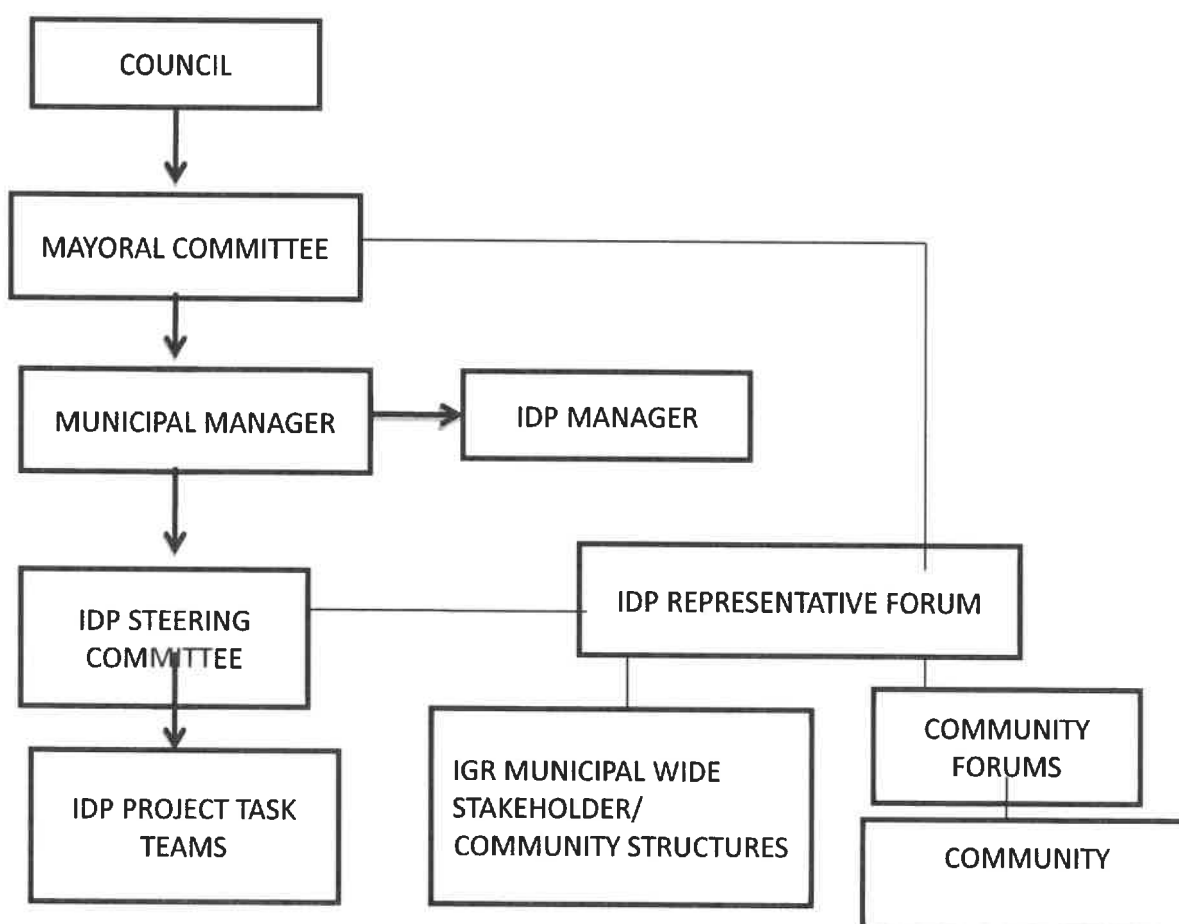 COUNCIL
MAYORAL COMMITTEE
MUNICIPAL MANAGER
IDP MANAGER
IDP STEERING
COMMITTEE
IDP REPRESENTATIVE FORUM
IDP PROJECT TASK
TEAMS
IGR MUNICIPAL WIDE
STAKEHOLDER/
COMMUNITY STRUCTURES
COMMUNITY
FORUMS
COMMUNITY